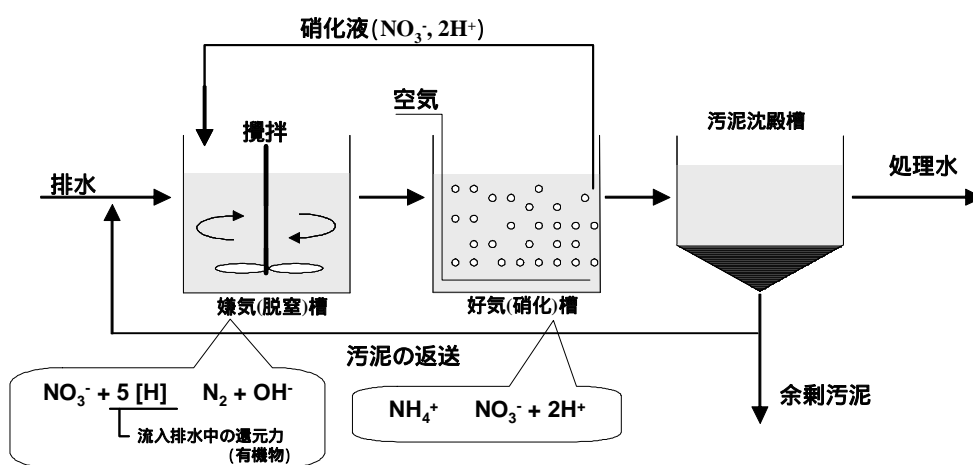 硝化液(NO₃⁻, 2H⁺)
空気
攪拌
汚泥沈殿槽
排水
処理水
嫌気(脱窒)槽
好気(硝化)槽
汚泥の返送
余剰汚泥
NO₃⁻ + 5 [H] N₂ + OH⁻
流入排水中の還元力
(有機物)
NH₄⁺ NO₃⁻ + 2H⁺